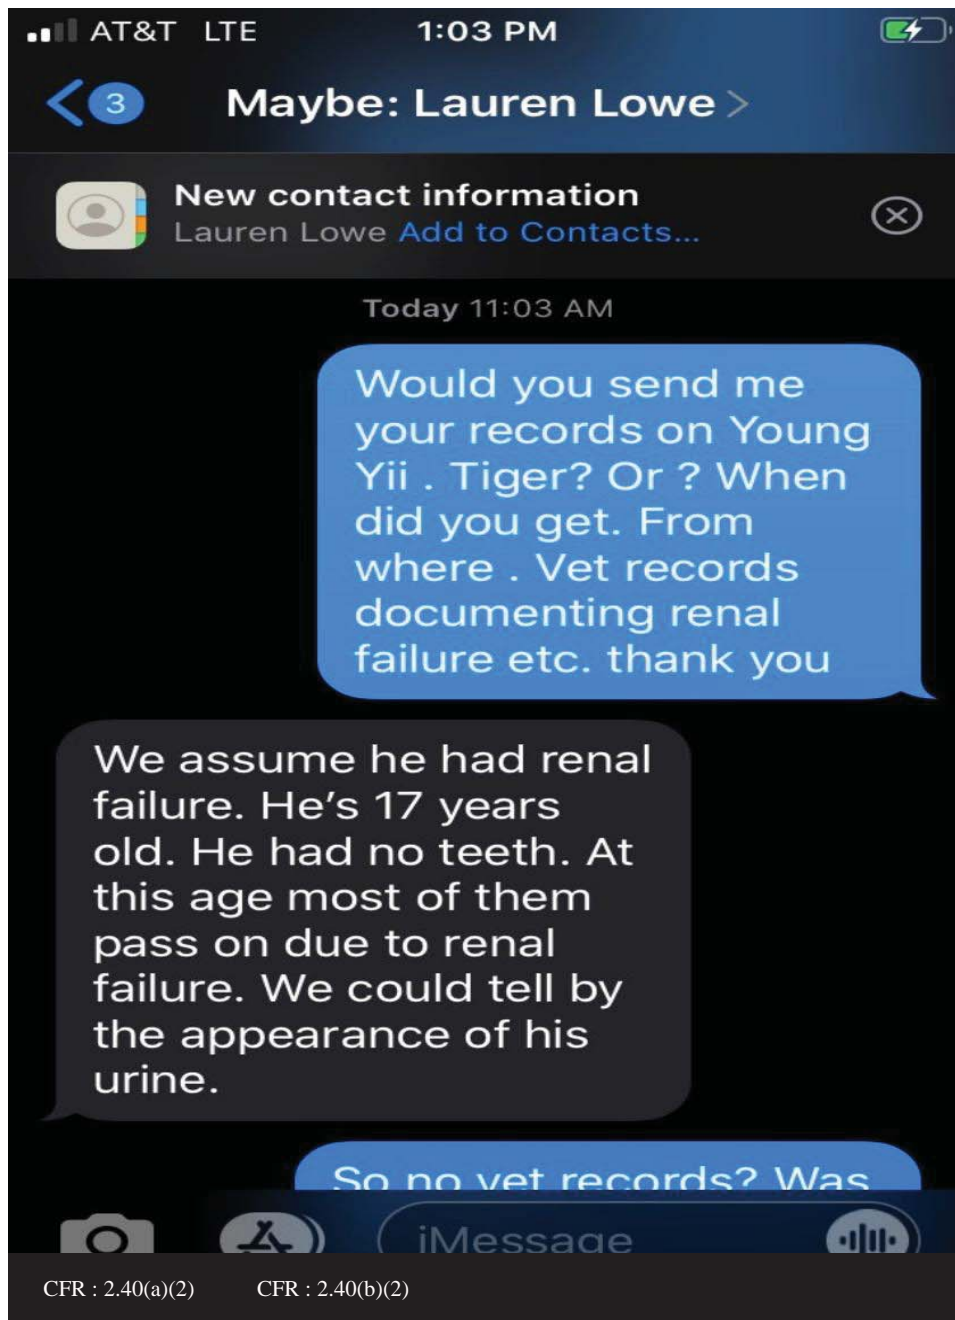 AT&T LTE 1:03 PM
3 Maybe: Lauren Lowe
New contact information
Lauren Lowe Add to Contacts...
Today 11:03 AM
Would you send me
your records on Young
Yii . Tiger? Or ? When
did you get. From
where . Vet records
documenting renal
failure etc. thank you
We assume he had renal
failure. He's 17 years
old. He had no teeth. At
this age most of them
pass on due to renal
failure. We could tell by
the appearance of his
urine.
So no vet records? Was
iMessage
CFR : 2.40(a)(2) CFR : 2.40(b)(2)